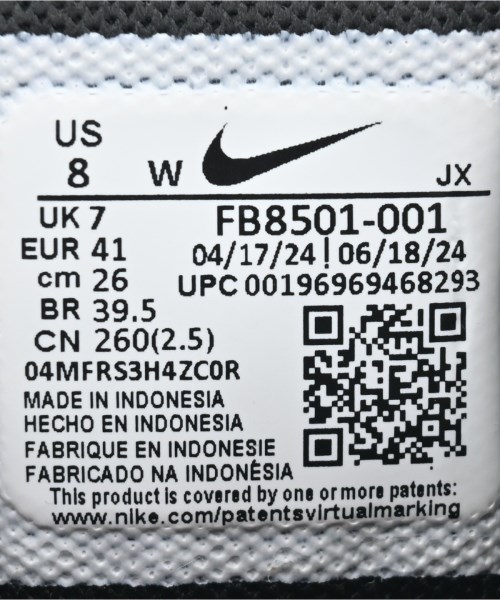 US
8 W JX
UK 7 FB8501-001
EUR 41 04/17/24 | 06/18/24
cm 26 UPC 00196969468293
BR 39.5
CN 260(2.5)
04MFRS3H4ZC0R
MADE IN INDONESIA
HECHO EN INDONESIA
FABRIQUE EN INDONESIE
FABRICADO NA INDONÉSIA
This product is covered by one or more patents:
www.nike.com/patentsvirtualmarking